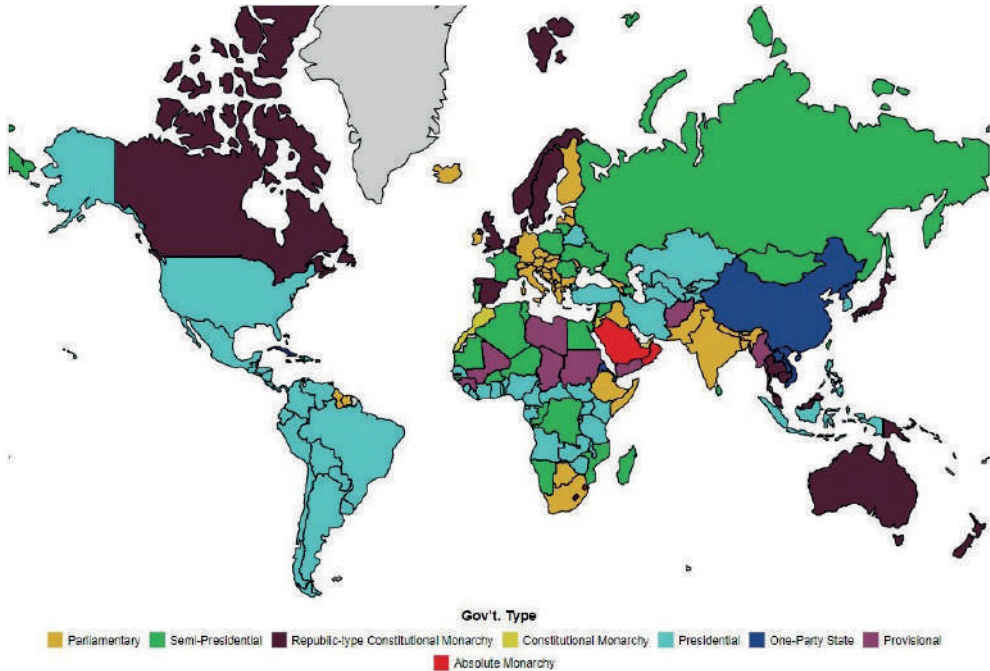 Gov't. Type
Parliamentary Semi-Presidential Republic-type Constitutional Monarchy Constitutional Monarchy Presidential One-Party State Provisional
Absolute Monarchy